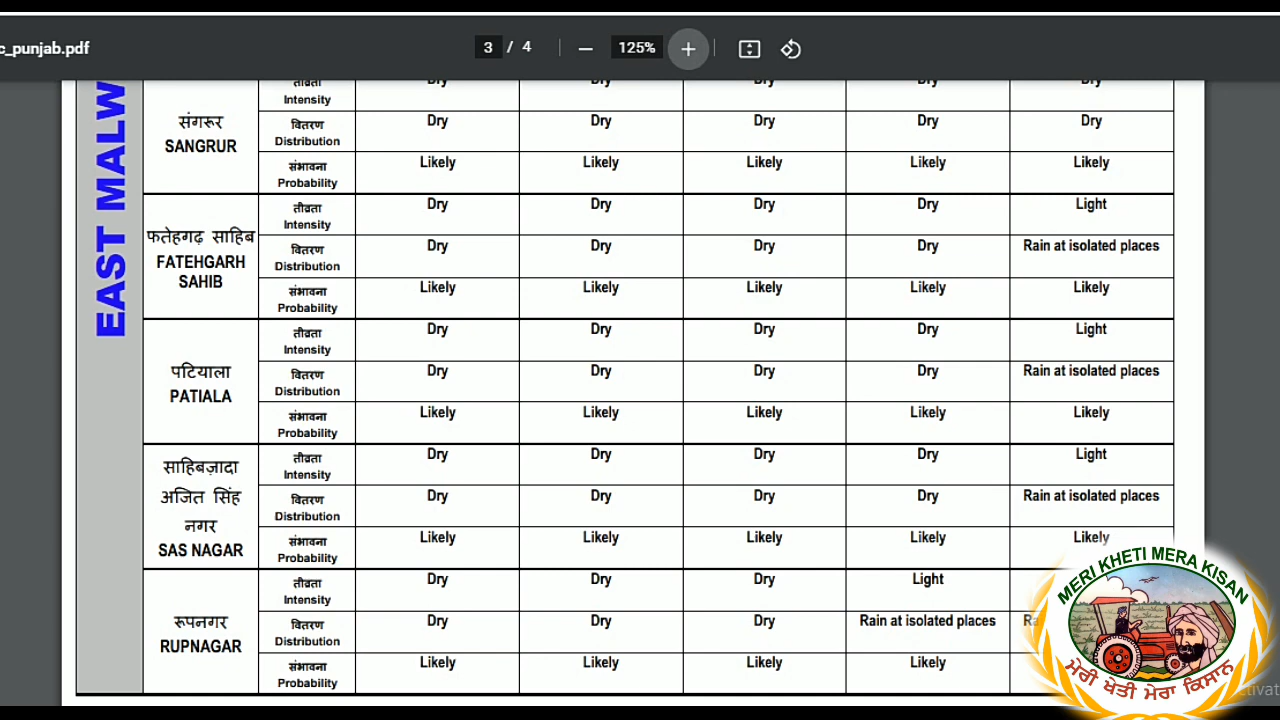 c_punjab.pdf
3 / 4
125%
EAST MALW
तीव्रता Dry Dry Dry Dry Dry
Intensity
संगरूर
SANGRUR
वितरण Dry Dry Dry Dry Dry
Distribution
संभावना Likely Likely Likely Likely Likely
Probability
फतेहगढ़ साहिब
FATEHGARH
SAHIB
तीव्रता Dry Dry Dry Dry Light
Intensity
वितरण Dry Dry Dry Dry Rain at isolated places
Distribution
संभावना Likely Likely Likely Likely Likely
Probability
पटियाला
PATIALA
तीव्रता Dry Dry Dry Dry Light
Intensity
वितरण Dry Dry Dry Dry Rain at isolated places
Distribution
संभावना Likely Likely Likely Likely Likely
Probability
साहिबज़ादा
अजित सिंह
नगर
SAS NAGAR
तीव्रता Dry Dry Dry Dry Light
Intensity
वितरण Dry Dry Dry Dry Rain at isolated places
Distribution
संभावना Likely Likely Likely Likely Likely
Probability
रूपनगर
RUPNAGAR
तीव्रता Dry Dry Dry Light
Intensity
वितरण Dry Dry Dry Rain at isolated places
Distribution
संभावना Likely Likely Likely Likely
Probability
MERI KHETI MERA KISAN
ਮੇਰੀ ਖੇਤੀ ਮੇਰਾ ਕਿਸਾਨ